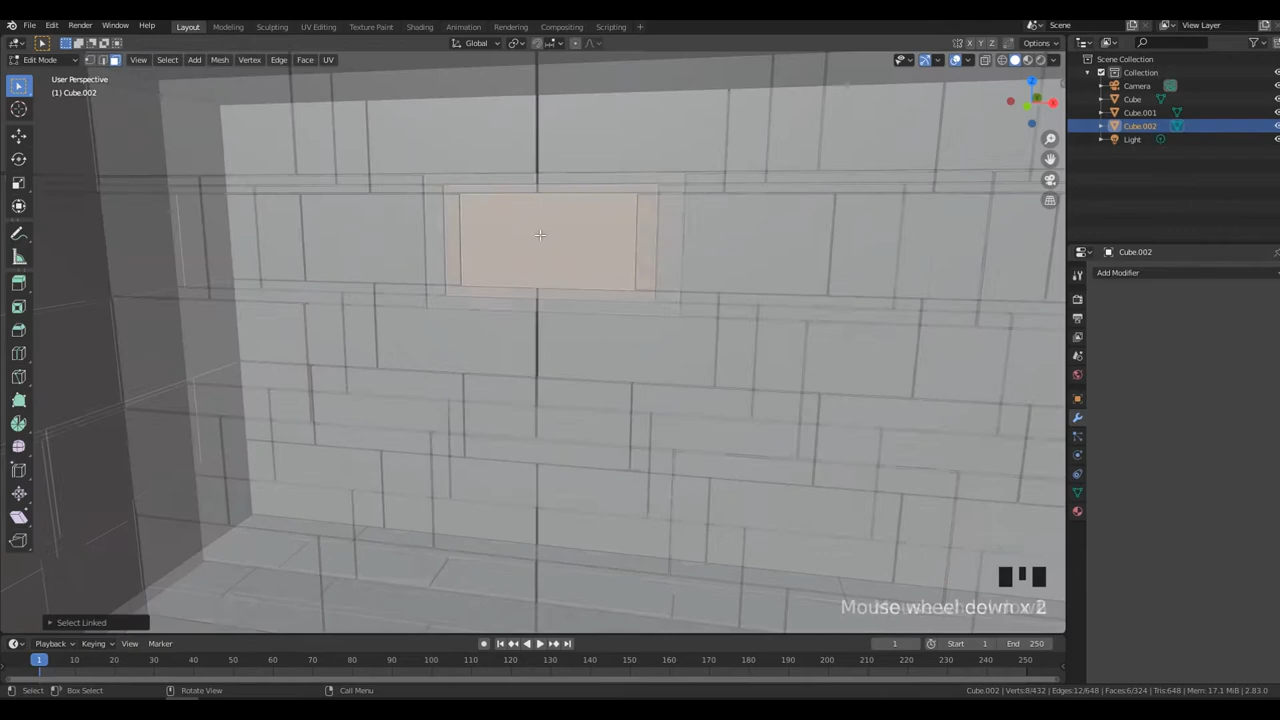 File Edit Render Window Help Layout Modeling Sculpting UV Editing Texture Paint Shading Animation Rendering Compositing Scripting + Scene View Layer
Global Options
Edit Mode View Select Add Mesh Vertex Edge Face UV X Y Z
User Perspective
(1) Cube.002
Scene Collection
Collection
Camera
Cube
Cube.001
Cube.002
Light
Cube.002
Add Modifier
Mouse wheel down x 2
Select Linked
Playback Keying View Marker 1 Start 1 End 250
1 10 20 30 40 50 60 70 80 90 100 110 120 130 140 150 160 170 180 190 200 210 220 230 240 250
Select Box Select Rotate View Call Menu Cube.002 | Verts:8/432 | Edges:12/648 | Faces:6/324 | Tris:648 | Mem: 17.1 MiB | 2.83.0